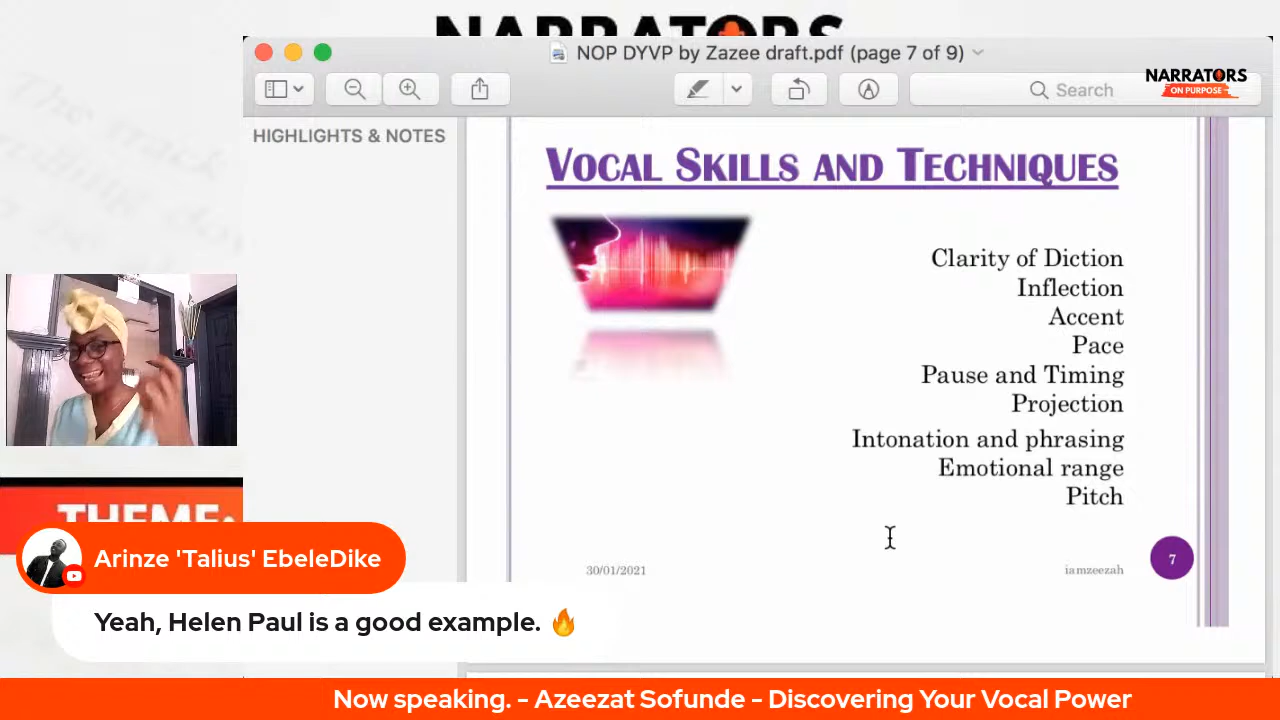 NARRATORS
NOP DYVP by Zazee draft.pdf (page 7 of 9)
Search
NARRATORS
ON PURPOSE
HIGHLIGHTS & NOTES
VOCAL SKILLS AND TECHNIQUES
Clarity of Diction
Inflection
Accent
Pace
Pause and Timing
Projection
Intonation and phrasing
Emotional range
Pitch
30/01/2021
iamzeezah
7
THEME:
Arinze 'Talius' EbeleDike
Yeah, Helen Paul is a good example. 🔥
Now speaking. - Azeezat Sofunde - Discovering Your Vocal Power